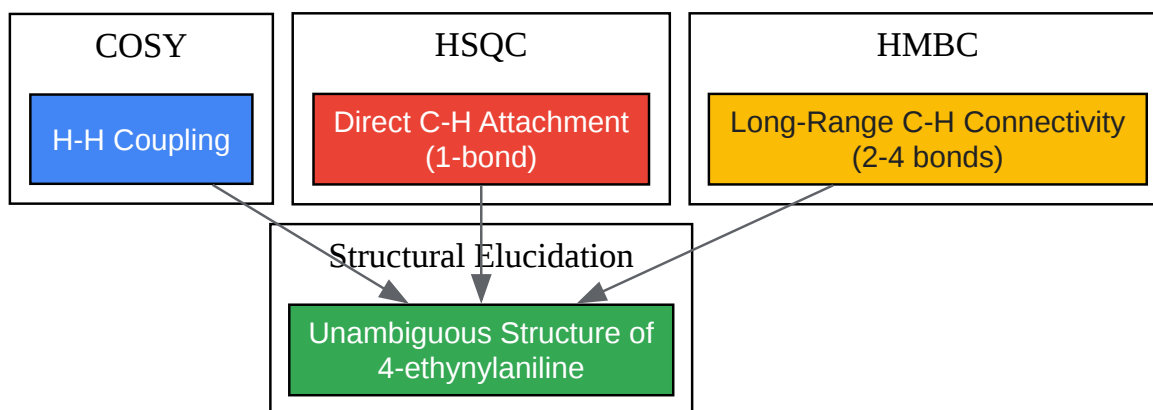 COSY
H-H Coupling
HSQC
Direct C-H Attachment
(1-bond)
HMBC
Long-Range C-H Connectivity
(2-4 bonds)
Structural Elucidation
Unambiguous Structure of
4-ethynylaniline